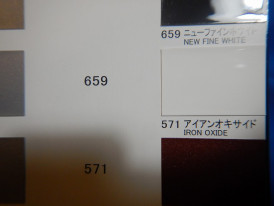 659 ニューファインホワイト
NEW FINE WHITE
659
571 アイアンオキサイド
IRON OXIDE
571